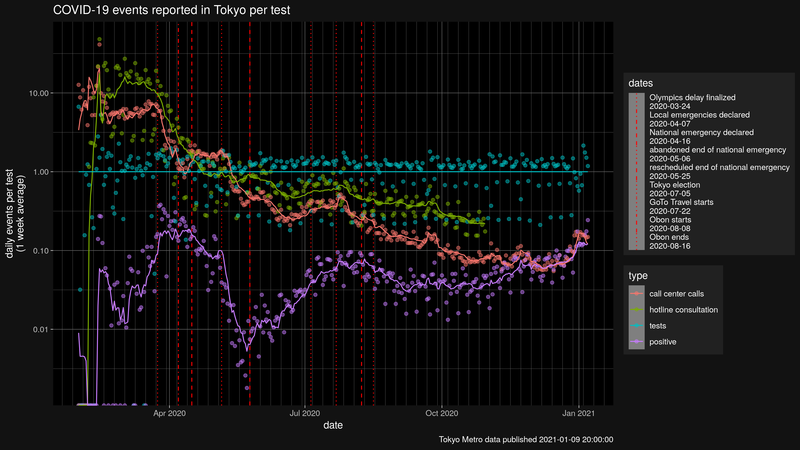 COVID-19 events reported in Tokyo per test
daily events per test
(1 week average)
10.00
1.00
0.10
0.01
Apr 2020
Jul 2020
Oct 2020
Jan 2021
date
Tokyo Metro data published 2021-01-09 20:00:00
dates
Olympics delay finalized
2020-03-24
Local emergencies declared
2020-04-07
National emergency declared
2020-04-16
abandoned end of national emergency
2020-05-06
rescheduled end of national emergency
2020-05-25
Tokyo election
2020-07-05
GoTo Travel starts
2020-07-22
Obon starts
2020-08-08
Obon ends
2020-08-16
type
call center calls
hotline consultation
tests
positive